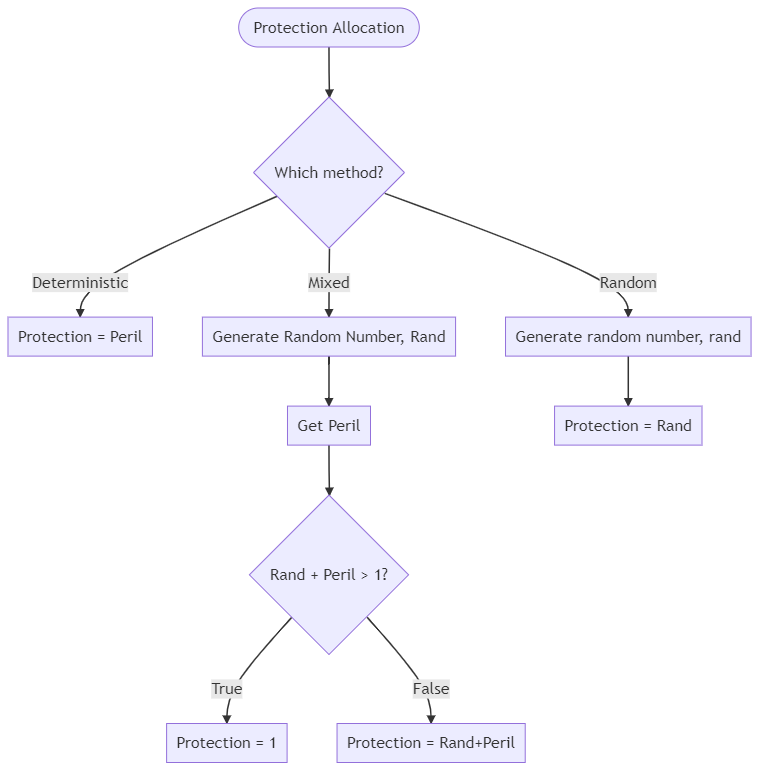 Protection Allocation
Which method?
Deterministic
Mixed
Random
Protection = Peril
Generate Random Number, Rand
Generate random number, rand
Get Peril
Protection = Rand
Rand + Peril > 1?
True
False
Protection = 1
Protection = Rand+Peril